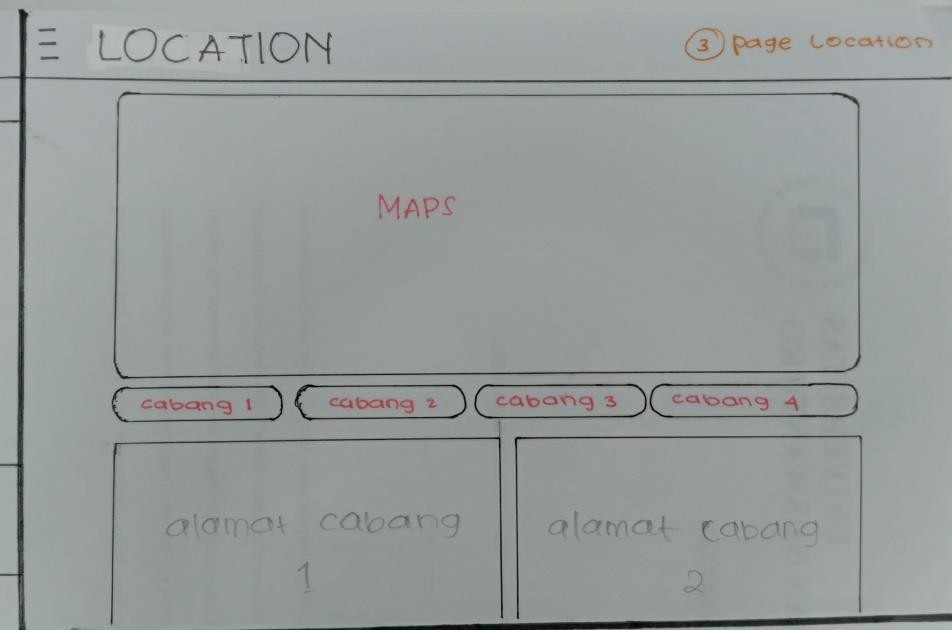 LOCATION
3 page Location
MAPS
cabang 1
cabang 2
cabang 3
cabang 4
alamat cabang
1
alamat cabang
2